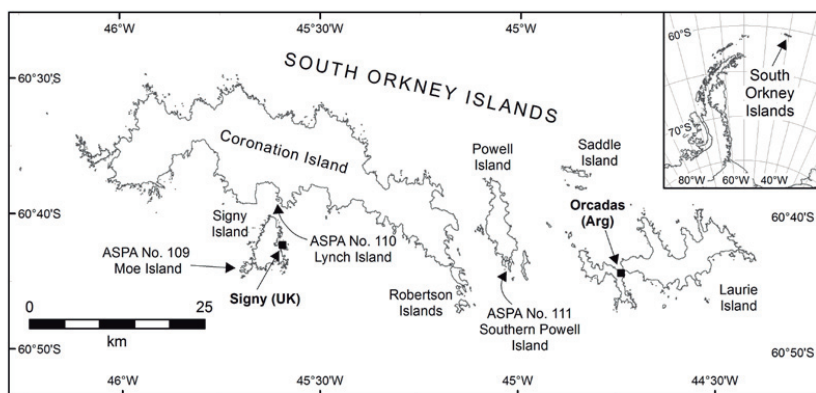 46°W
45°30'W
45°W
60°S
70°S
80°W
60°W
40°W
South
Orkney
Islands
60°30'S
SOUTH ORKNEY ISLANDS
Coronation Island
Powell
Island
Saddle
Island
60°40'S
60°40'S
Signy
Island
ASPA No. 110
Lynch Island
ASPA No. 109
Moe Island
Signy (UK)
Orcadas
(Arg)
Robertson
Islands
ASPA No. 111
Southern Powell
Island
Laurie
Island
0
25
km
60°50'S
60°50'S
46°W
45°30'W
45°W
44°30'W